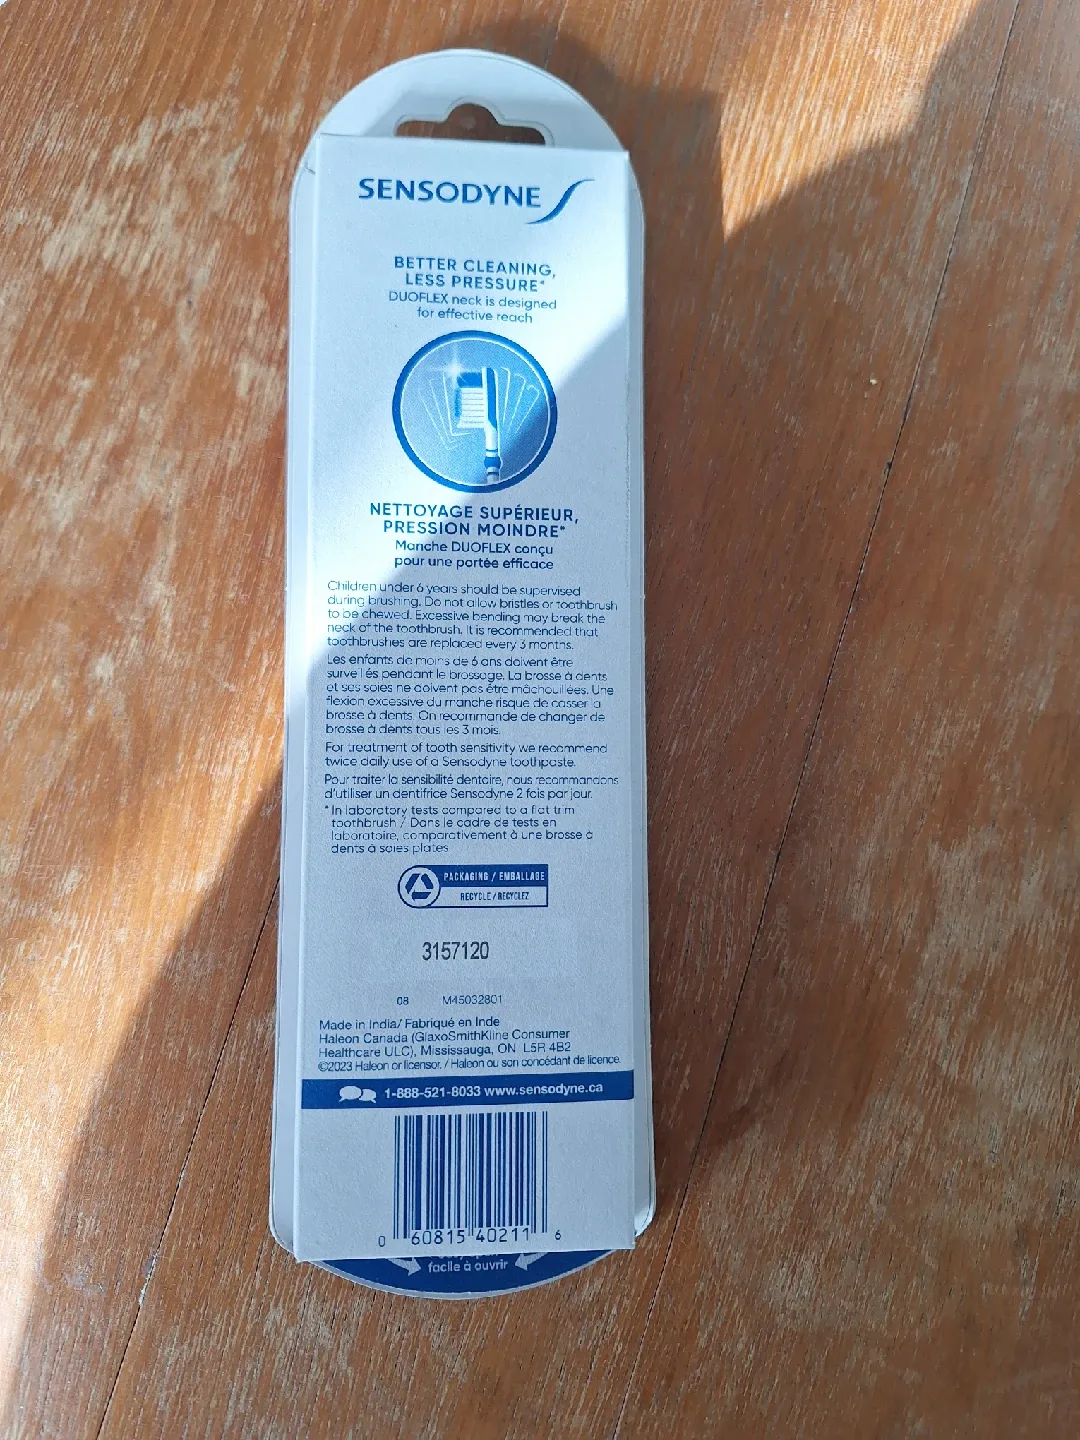 SENSODYNE
BETTER CLEANING,
LESS PRESSURE*
DUOFLEX neck is designed
for effective reach
NETTOYAGE SUPÉRIEUR,
PRESSION MOINDRE*
Manche DUOFLEX conçu
pour une portée efficace
Children under 6 years should be supervised
during brushing. Do not allow bristles or toothbrush
to be chewed. Excessive bending may break the
neck of the toothbrush. It is recommended that
toothbrushes are replaced every 3 months.
Les enfants de moins de 6 ans doivent être
surveillés pendant le brossage. La brosse à dents
et ses soies ne doivent pas être mâchouillées. Une
flexion excessive du manche risque de casser la
brosse à dents. On recommande de changer de
brosse à dents tous les 3 mois.
For treatment of tooth sensitivity we recommend
twice daily use of a Sensodyne toothpaste.
Pour traiter la sensibilité dentaire, nous recommandons
d'utiliser un dentifrice Sensodyne 2 fois par jour.
* In laboratory tests compared to a flat trim
toothbrush / Dans le cadre de tests en
laboratoire, comparativement à une brosse à
dents à soies plates
PACKAGING / EMBALLAGE
RECYCLE / RECYCLEZ
3157120
08 M45032801
Made in India/ Fabriqué en Inde
Haleon Canada (GlaxoSmithKline Consumer
Healthcare ULC), Mississauga, ON L5R 4B2
©2023 Haleon or licensor. / Haleon ou son concédant de licence.
1-888-521-8033 www.sensodyne.ca
0 60815 40211 6
facile à ouvrir